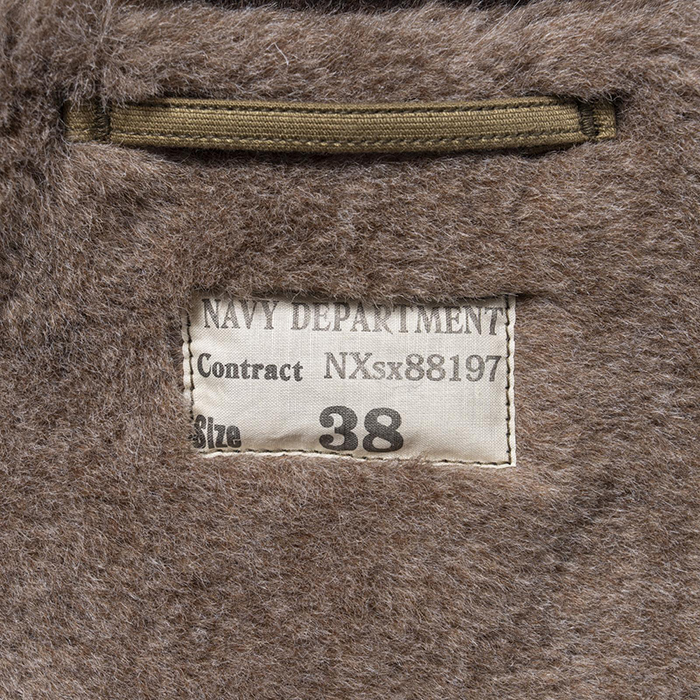 NAVY DEPARTMENT
Contract NXsx88197
Size 38